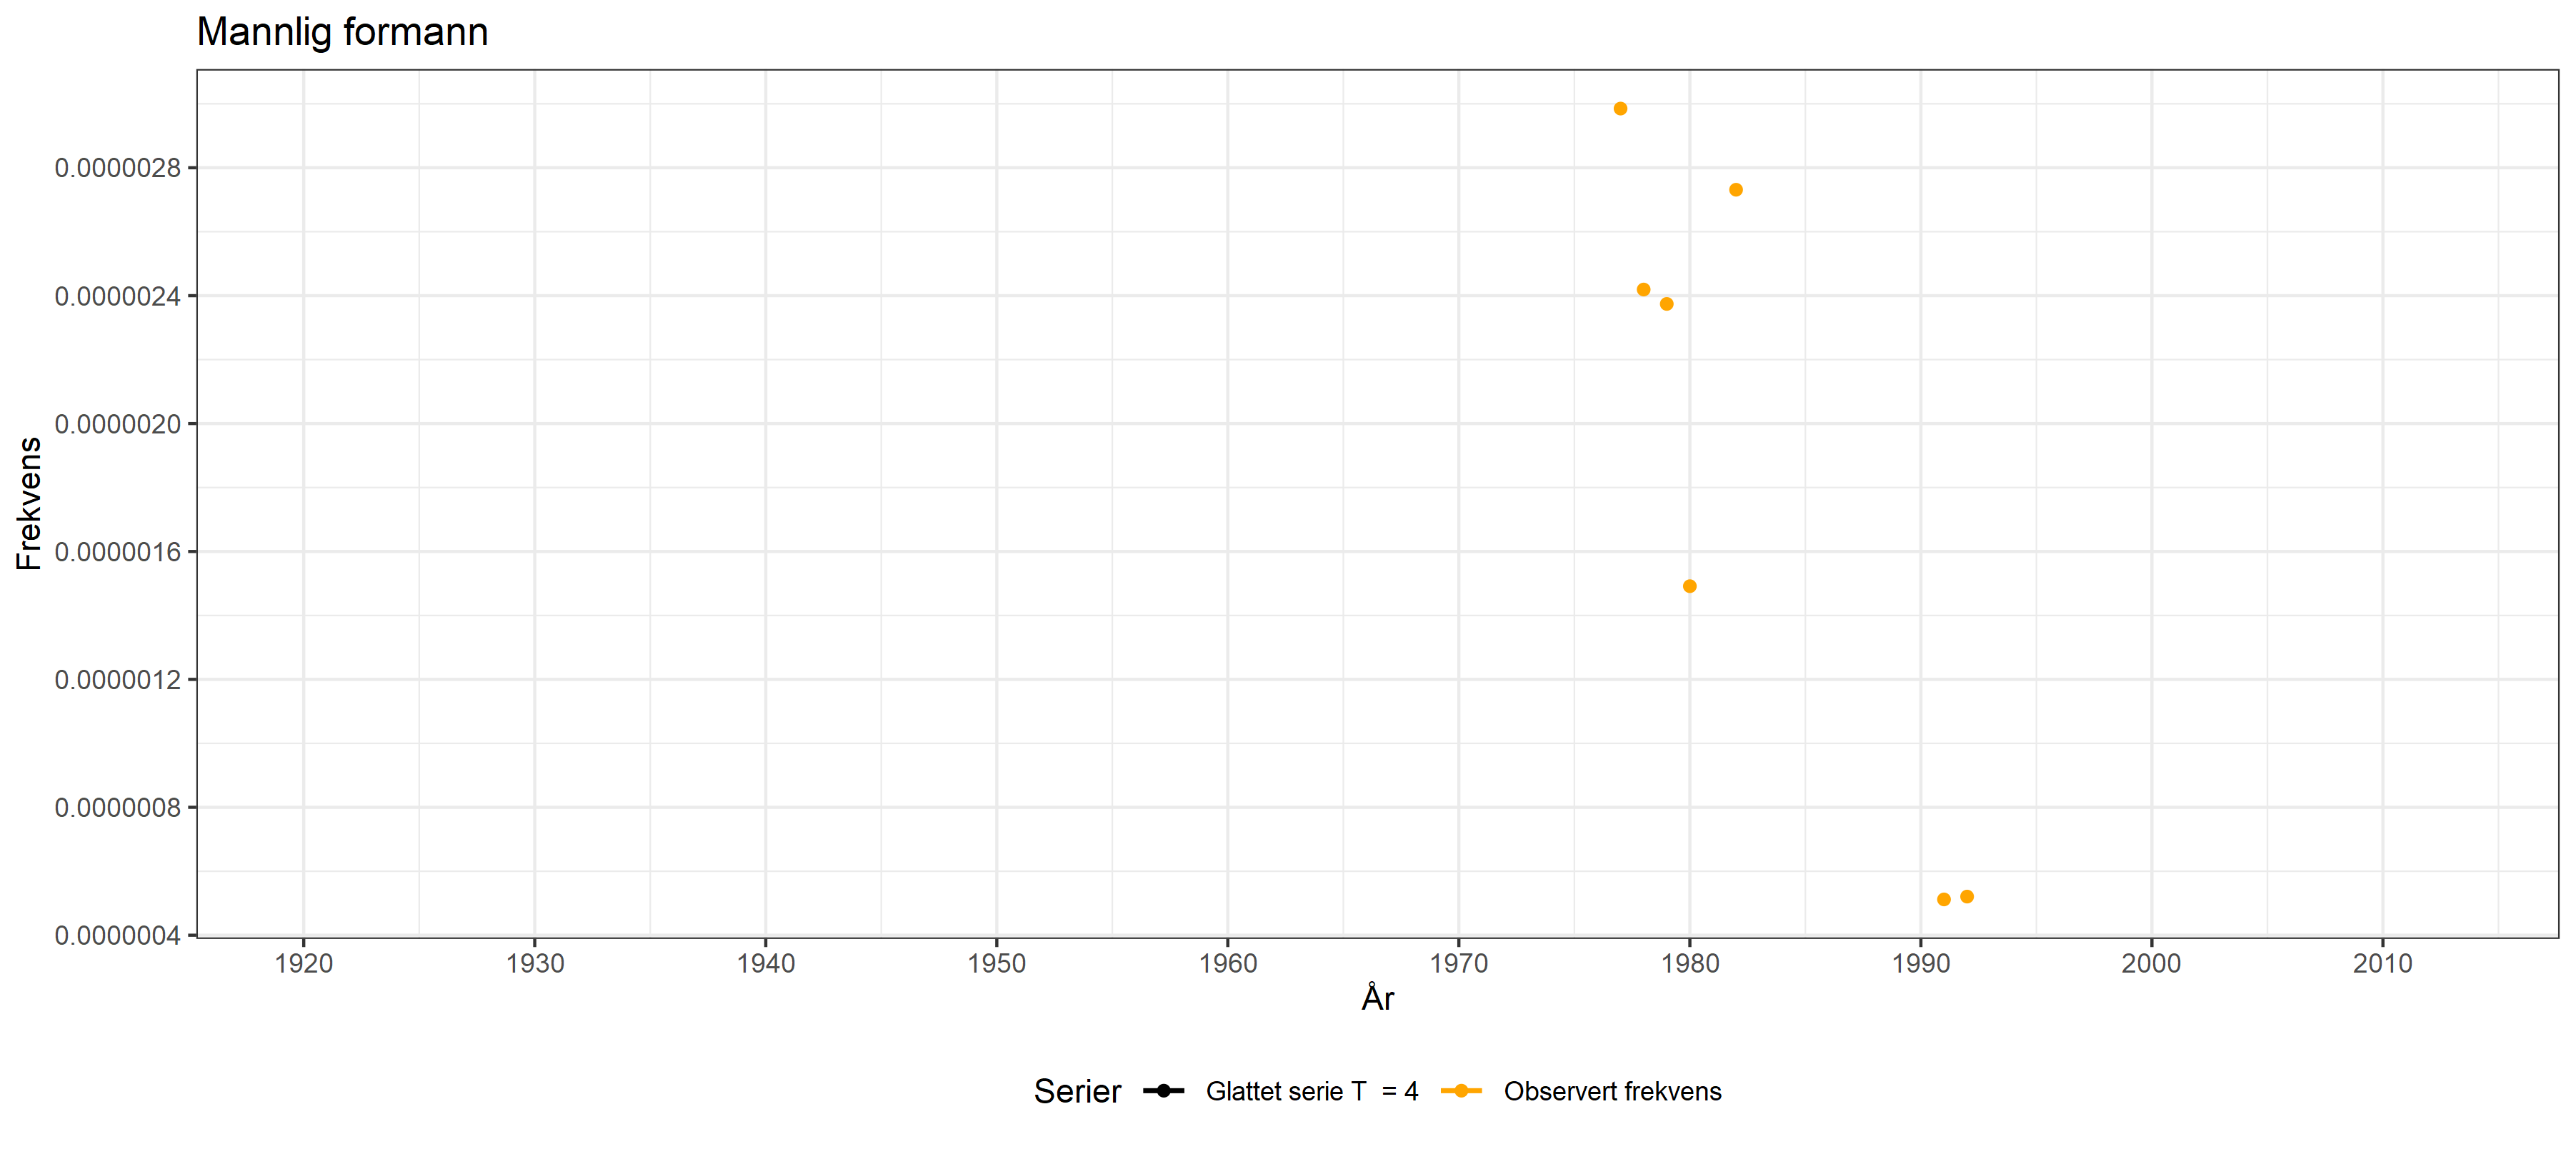 Mannlig formann
Frekvens
0.0000028
0.0000024
0.0000020
0.0000016
0.0000012
0.0000008
0.0000004
1920 1930 1940 1950 1960 1970 1980 1990 2000 2010
År
Serier Glattet serie T  = 4 Observert frekvens